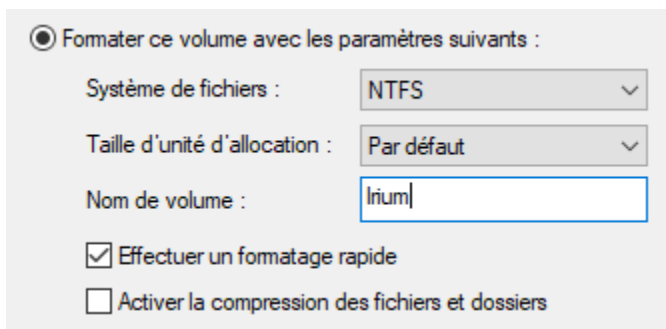 Formater ce volume avec les paramètres suivants :
Système de fichiers : NTFS
Taille d'unité d'allocation : Par défaut
Nom de volume : Irium
Effectuer un formatage rapide
Activer la compression des fichiers et dossiers